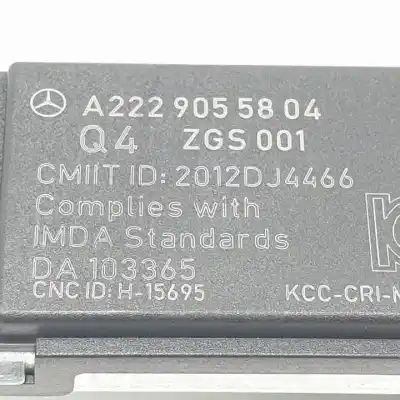 A222 905 58 04
Q4 ZGS 001
CMIIT ID: 2012DJ4466
Complies with
IMDA Standards
DA 103365
CNC ID: H-15695 KCC-CRI-